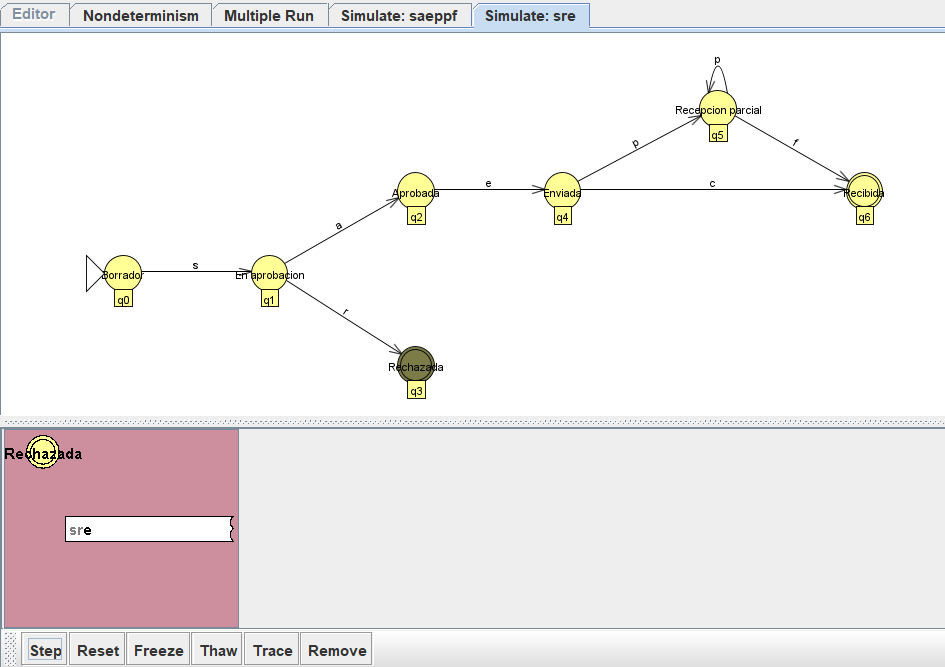 Editor Nondeterminism Multiple Run Simulate: saeppf Simulate: sre
p
Recepcion parcial
q5
p f
Aprobada e Enviada c Recibida
q2 q4 q6
a
s
Borrador En aprobacion
q0 q1
r
Rechazada
q3
Rechazada
sre
Step Reset Freeze Thaw Trace Remove